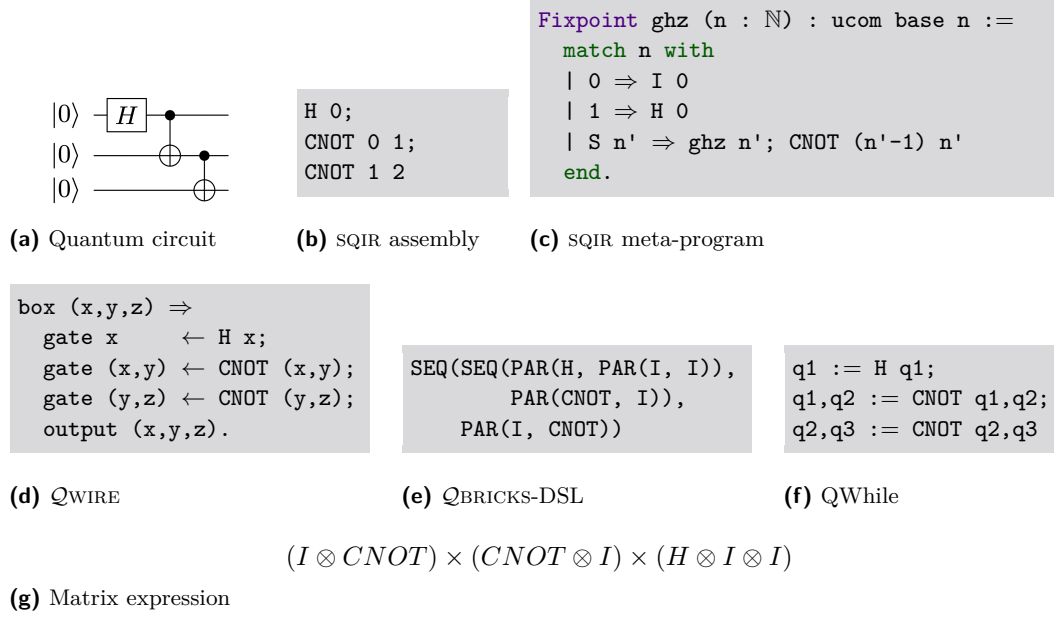 |0⟩ H
|0⟩
|0⟩
(a) Quantum circuit
H 0;
CNOT 0 1;
CNOT 1 2
(b) SQIR assembly
Fixpoint ghz (n : ℕ) : ucom base n :=
match n with
| 0 ⇒ I 0
| 1 ⇒ H 0
| S n' ⇒ ghz n'; CNOT (n'-1) n'
end.
(c) SQIR meta-program
box (x,y,z) ⇒
gate x ← H x;
gate (x,y) ← CNOT (x,y);
gate (y,z) ← CNOT (y,z);
output (x,y,z).
(d) 𝒬WIRE
SEQ(SEQ(PAR(H, PAR(I, I)),
PAR(CNOT, I)),
PAR(I, CNOT))
(e) 𝒬BRICKS-DSL
q1 := H q1;
q1,q2 := CNOT q1,q2;
q2,q3 := CNOT q2,q3
(f) QWhile
(I ⊗ CNOT) × (CNOT ⊗ I) × (H ⊗ I ⊗ I)
(g) Matrix expression